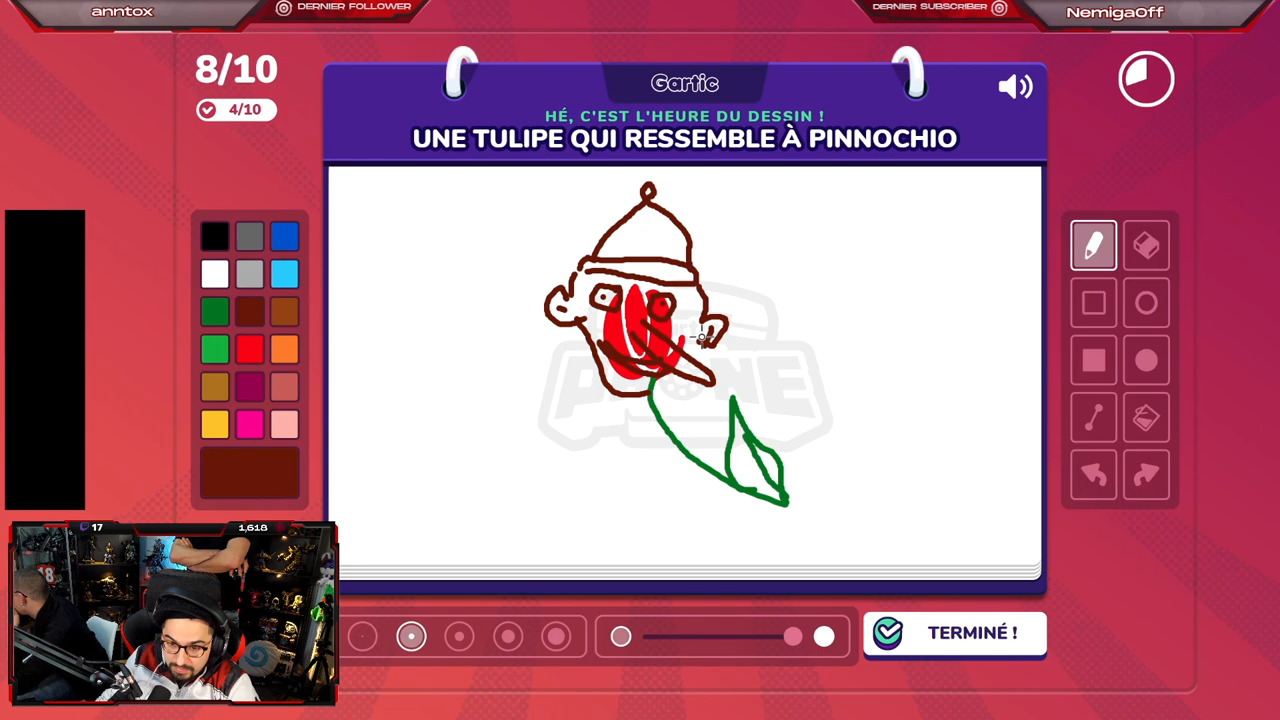 anntox
DERNIER FOLLOWER
DERNIER SUBSCRIBER
NemigaOff
8/10
4/10
Gartic
HÉ, C'EST L'HEURE DU DESSIN !
UNE TULIPE QUI RESSEMBLE À PINNOCHIO
17
1,618
18
TERMINÉ !